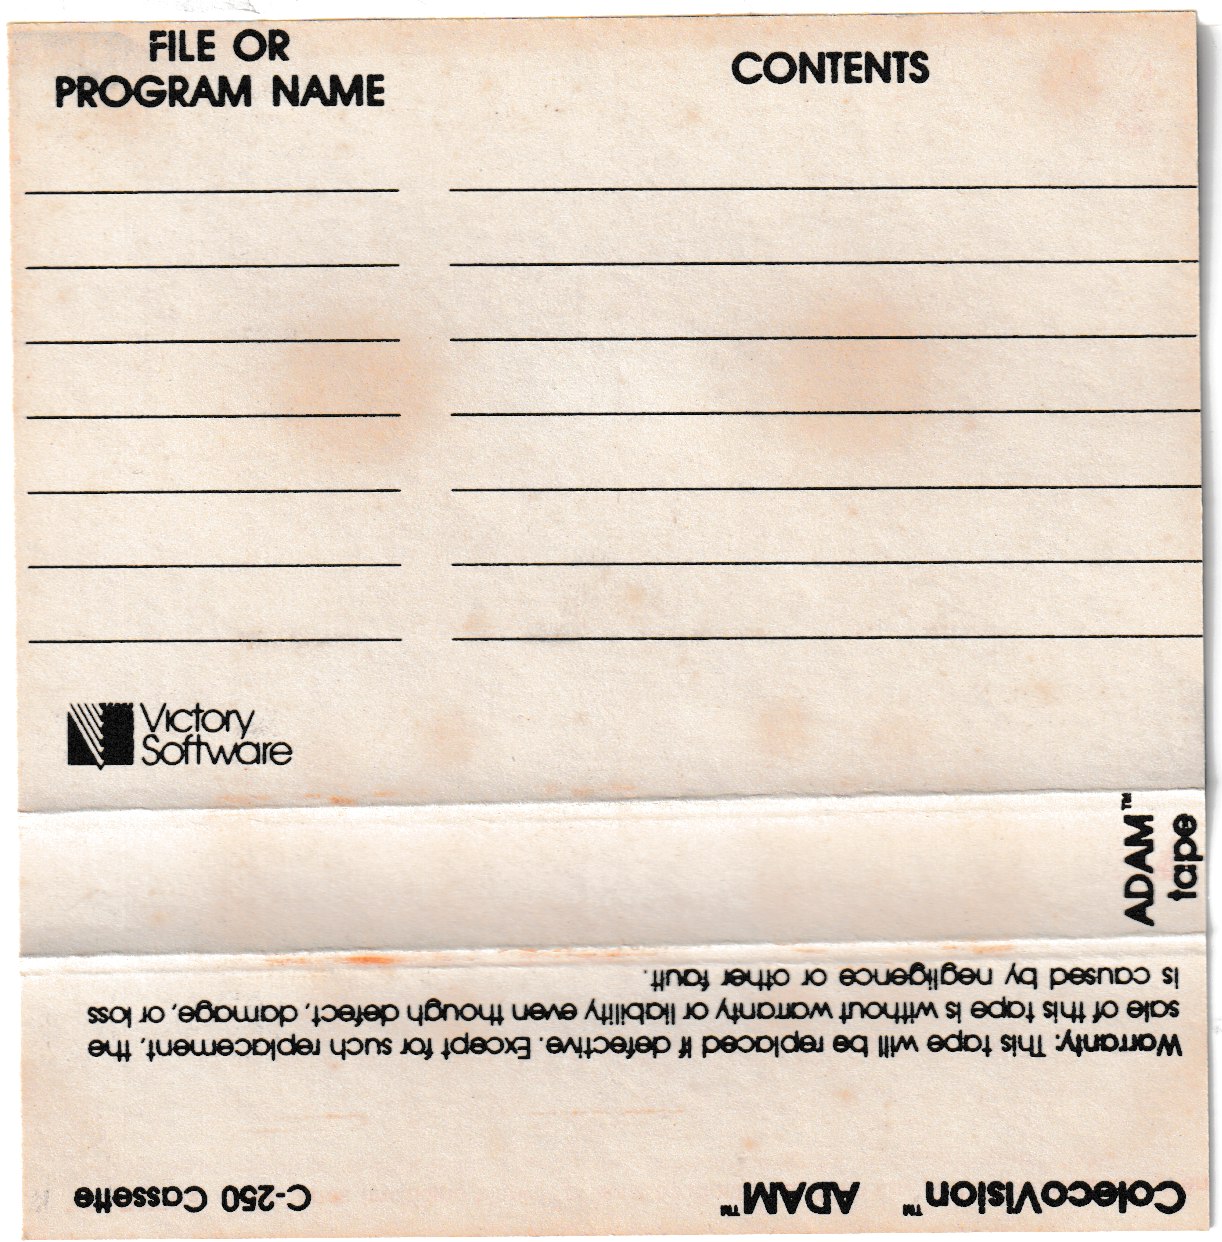 FILE OR
PROGRAM NAME
CONTENTS
Victory
Software
ADAM™
tape
Warranty: This tape will be replaced if defective. Except for such replacement, the,
sale of this tape is without warranty or liability even though defect, damage, or loss
is caused by negligence or other fault.
ColecoVision™ ADAM™ C-250 Cassette